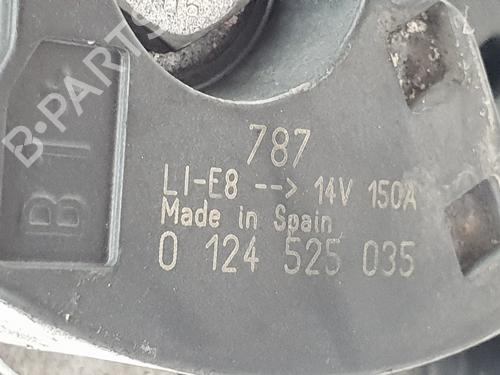 B-PARTS
B1+
787
LI-E8 --> 14V 150A
Made in Spain
0 124 525 035